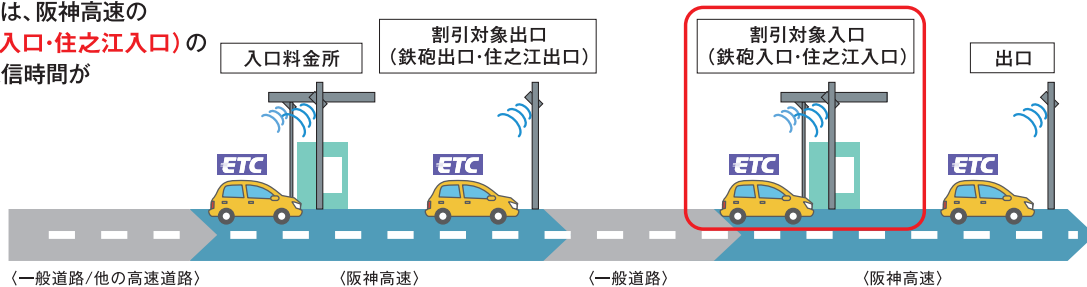 は、阪神高速の
入口・住之江入口）の
信時間が
入口料金所
割引対象出口
（鉄砲出口・住之江出口）
割引対象入口
（鉄砲入口・住之江入口）
出口
ETC
ETC
ETC
ETC
〈一般道路/他の高速道路〉
〈阪神高速〉
〈一般道路〉
〈阪神高速〉